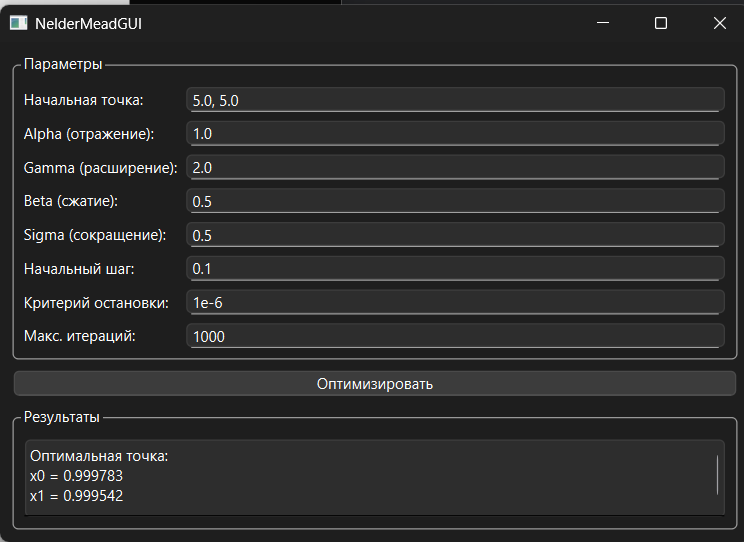 NelderMeadGUI
Параметры
Начальная точка: 5.0, 5.0
Alpha (отражение): 1.0
Gamma (расширение): 2.0
Beta (сжатие): 0.5
Sigma (сокращение): 0.5
Начальный шаг: 0.1
Критерий остановки: 1e-6
Макс. итераций: 1000
Оптимизировать
Результаты
Оптимальная точка:
x0 = 0.999783
x1 = 0.999542